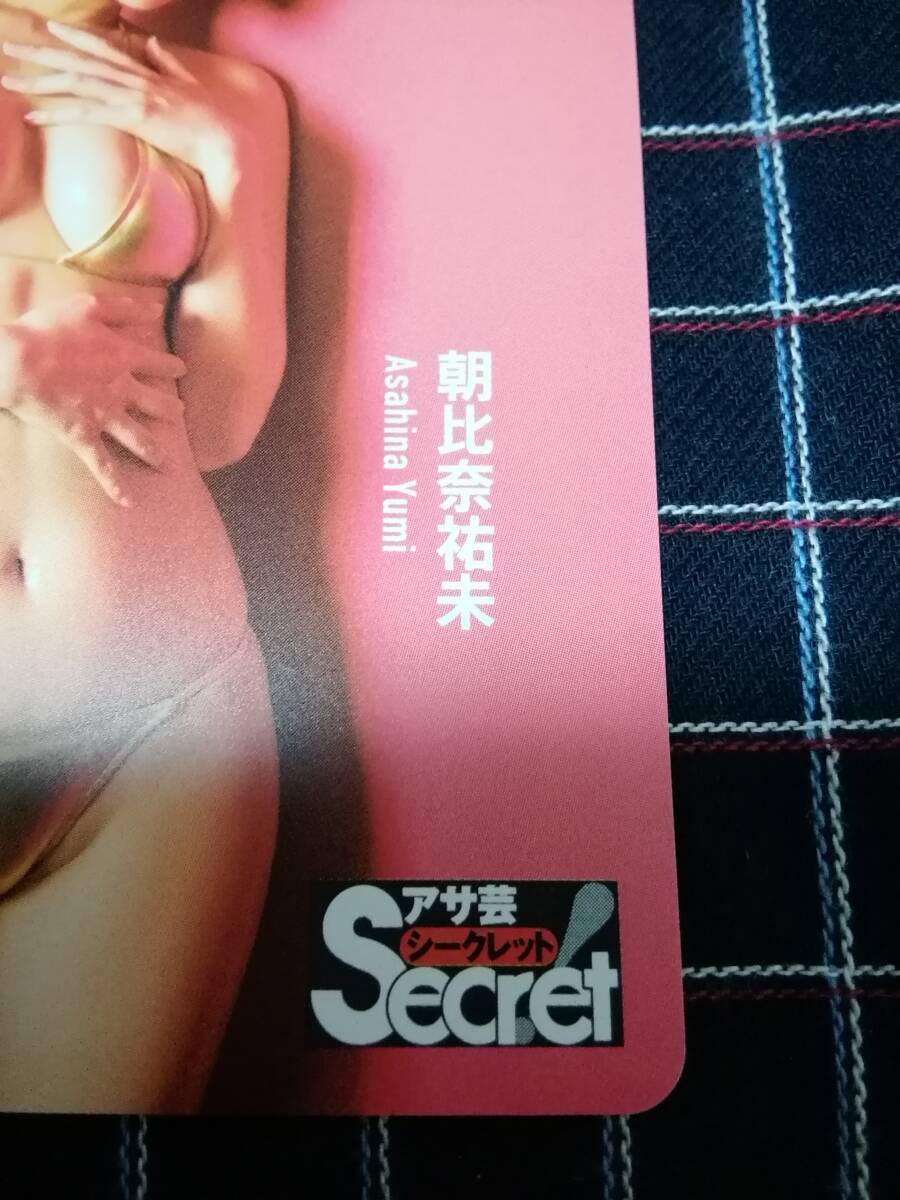 朝比奈祐未
Asahina Yumi
アサ芸
シークレット
Secret!